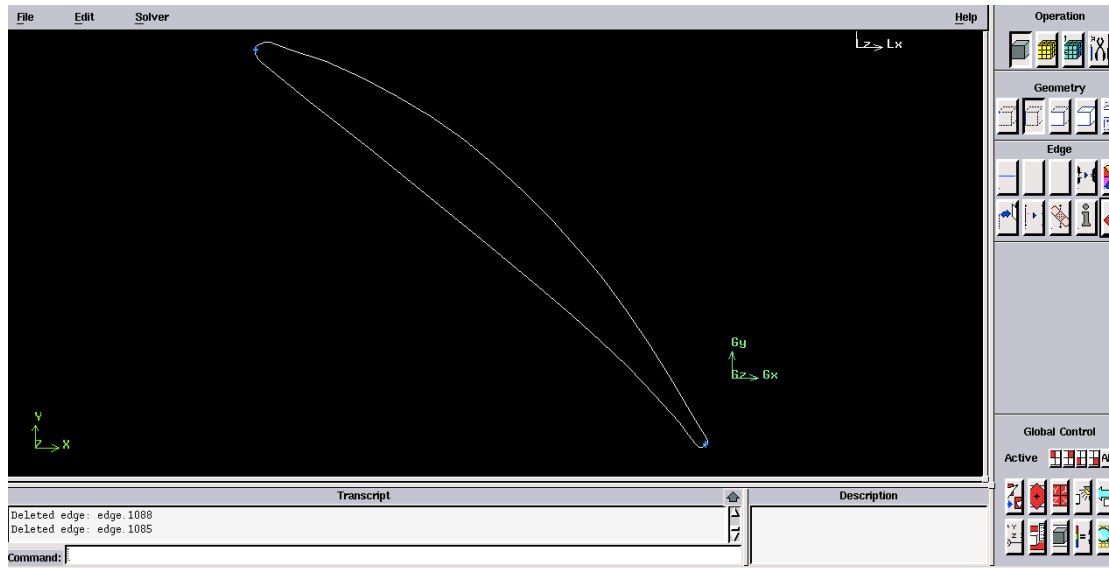 File Edit Solver Help
Operation
Lz Lx
Geometry
Edge
Gy
Gz Gx
Y
Z X
Global Control
Active
Transcript
Description
Deleted edge: edge.1088
Deleted edge: edge.1085
Command: